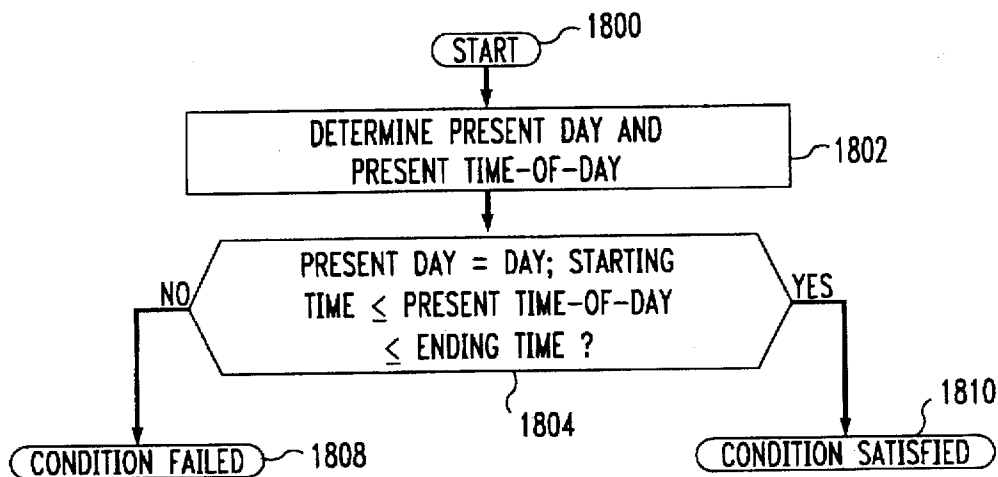 START
1800
DETERMINE PRESENT DAY AND
PRESENT TIME-OF-DAY
1802
PRESENT DAY = DAY; STARTING
TIME ≤ PRESENT TIME-OF-DAY
≤ ENDING TIME ?
NO
YES
1804
CONDITION FAILED
1808
1810
CONDITION SATISFIED